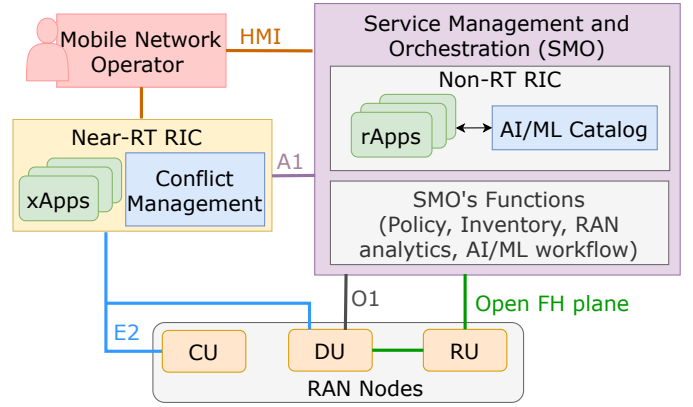 Mobile Network
Operator
HMI
Service Management and
Orchestration (SMO)
Non-RT RIC
rApps
AI/ML Catalog
Near-RT RIC
xApps
Conflict
Management
A1
SMO's Functions
(Policy, Inventory, RAN
analytics, AI/ML workflow)
O1
Open FH plane
E2
CU
DU
RU
RAN Nodes